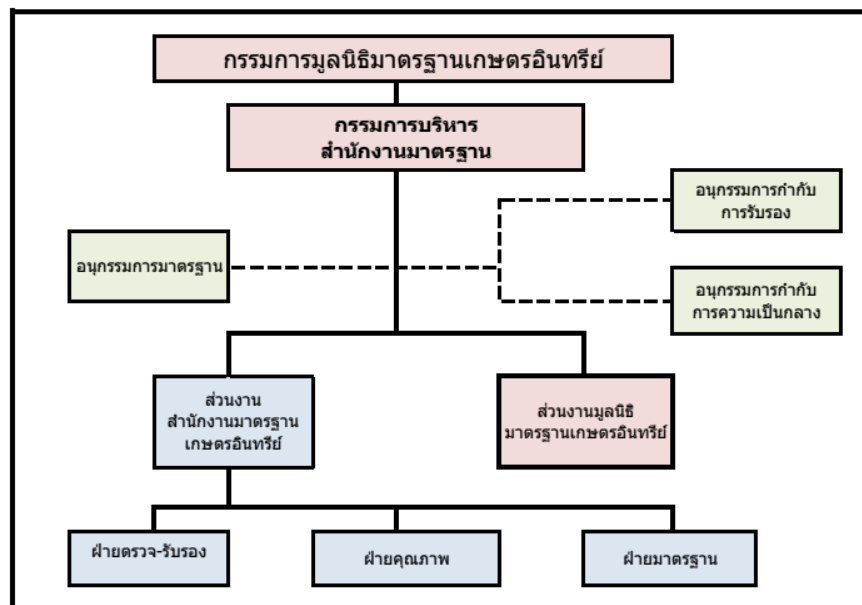 กรรมการมูลนิธิมาตรฐานเกษตรอินทรีย์
กรรมการบริหาร
สำนักงานมาตรฐาน
อนุกรรมการกำกับ
การรับรอง
อนุกรรมการมาตรฐาน
อนุกรรมการกำกับ
การความเป็นกลาง
ส่วนงาน
สำนักงานมาตรฐาน
เกษตรอินทรีย์
ส่วนงานมูลนิธิ
มาตรฐานเกษตรอินทรีย์
ฝ่ายตรวจ-รับรอง
ฝ่ายคุณภาพ
ฝ่ายมาตรฐาน